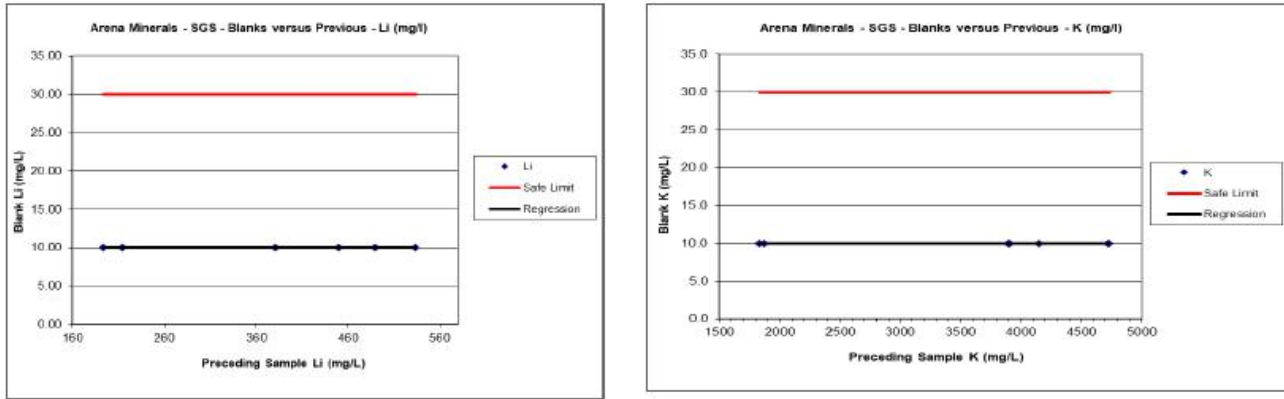 Arena Minerals - SGS - Blanks versus Previous - Li (mg/l)
35.00
30.00
25.00
20.00
15.00
10.00
5.00
0.00
Blank Li (mg/L)
160
260
360
460
560
Preceding Sample Li (mg/L)
Li
Safe Limit
Regression
Arena Minerals - SGS - Blanks versus Previous - K (mg/l)
35.0
30.0
25.0
20.0
15.0
10.0
5.0
0.0
Blank K (mg/L)
1500
2000
2500
3000
3500
4000
4500
5000
Preceding Sample K (mg/L)
K
Safe Limit
Regression